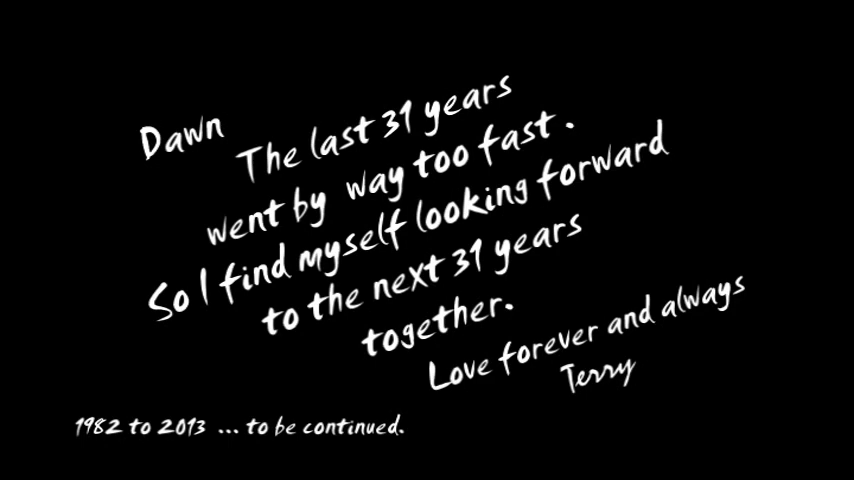 Dawn
The last 31 years
went by way too fast.
So I find myself looking forward
to the next 31 years
together.
Love forever and always
Terry
1982 to 2013 ... to be continued.